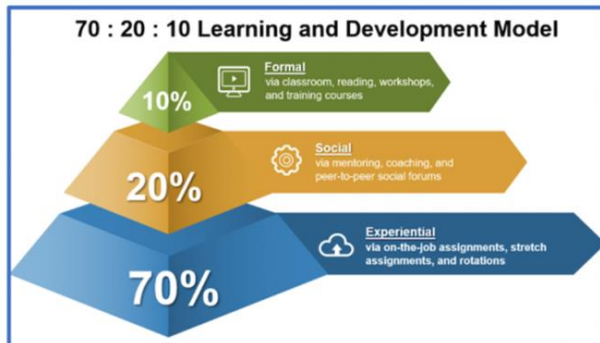 70 : 20 : 10 Learning and Development Model
Formal
via classroom, reading, workshops,
and training courses
10%
Social
via mentoring, coaching, and
peer-to-peer social forums
20%
Experiential
via on-the-job assignments, stretch
assignments, and rotations
70%